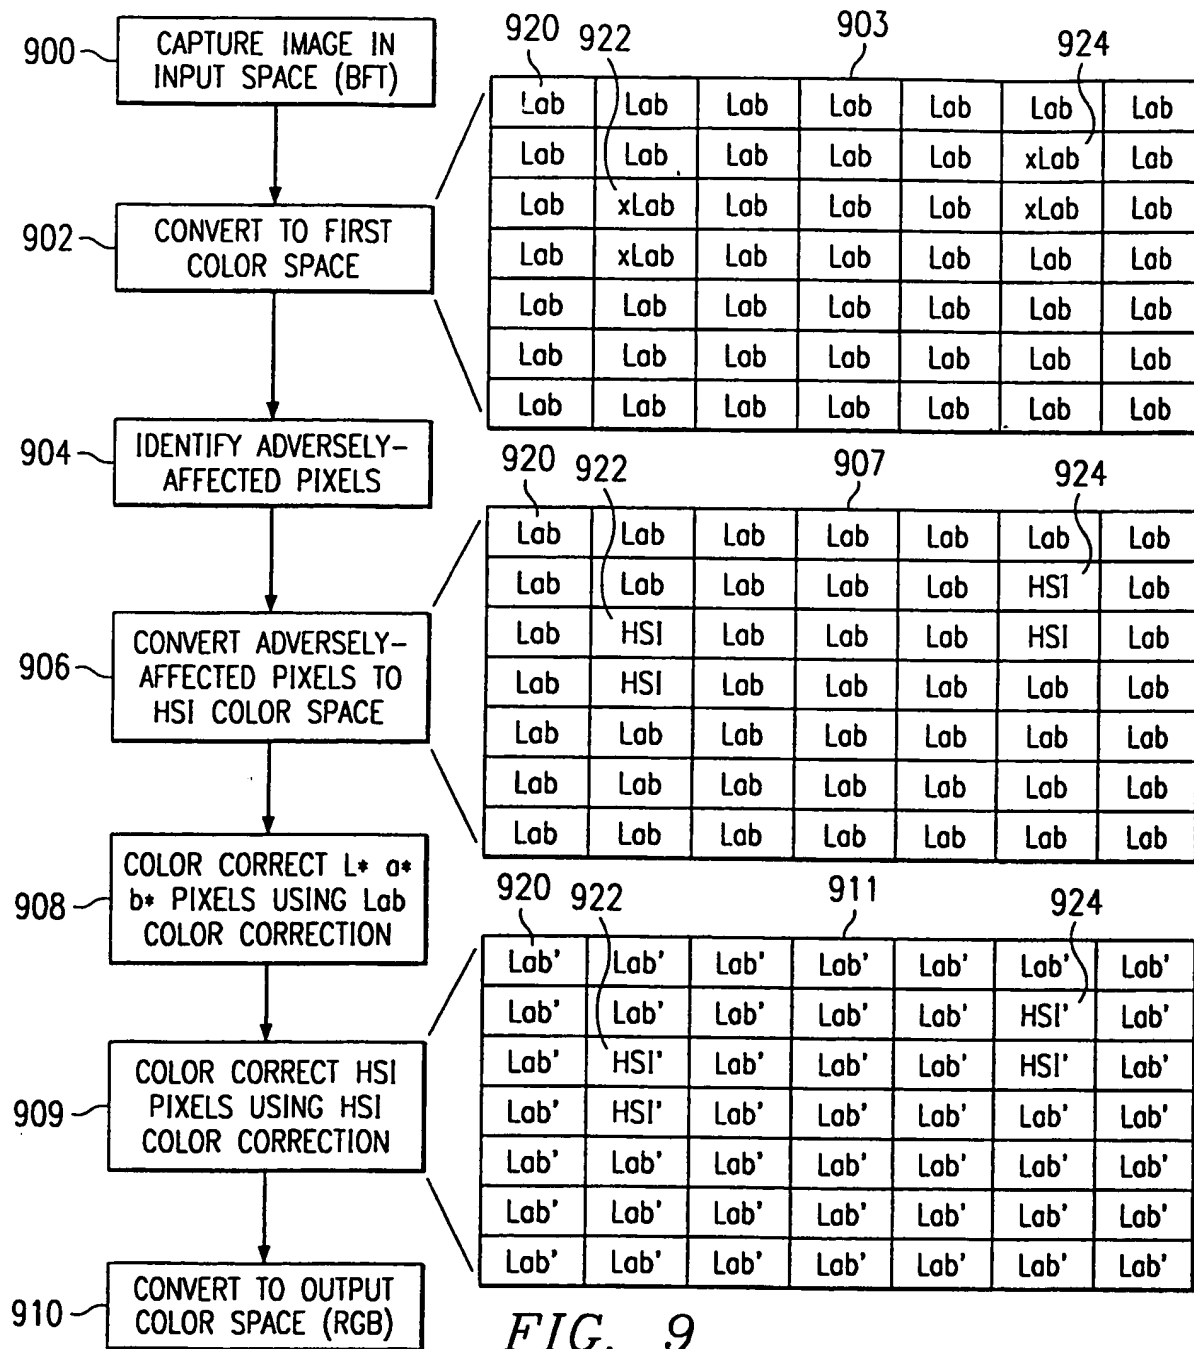 900
CAPTURE IMAGE IN
INPUT SPACE (BFT)
902
CONVERT TO FIRST
COLOR SPACE
904
IDENTIFY ADVERSELY-
AFFECTED PIXELS
906
CONVERT ADVERSELY-
AFFECTED PIXELS TO
HSI COLOR SPACE
908
COLOR CORRECT L* a*
b* PIXELS USING Lab
COLOR CORRECTION
909
COLOR CORRECT HSI
PIXELS USING HSI
COLOR CORRECTION
910
CONVERT TO OUTPUT
COLOR SPACE (RGB)
920 922 903 924
Lab Lab Lab Lab Lab Lab Lab
Lab Lab Lab Lab Lab xLab Lab
Lab xLab Lab Lab Lab xLab Lab
Lab xLab Lab Lab Lab Lab Lab
Lab Lab Lab Lab Lab Lab Lab
Lab Lab Lab Lab Lab Lab Lab
Lab Lab Lab Lab Lab Lab Lab
920 922 907 924
Lab Lab Lab Lab Lab Lab Lab
Lab Lab Lab Lab Lab HSI Lab
Lab HSI Lab Lab Lab HSI Lab
Lab HSI Lab Lab Lab Lab Lab
Lab Lab Lab Lab Lab Lab Lab
Lab Lab Lab Lab Lab Lab Lab
Lab Lab Lab Lab Lab Lab Lab
920 922 911 924
Lab' Lab' Lab' Lab' Lab' Lab' Lab'
Lab' Lab' Lab' Lab' Lab' HSI' Lab'
Lab' HSI' Lab' Lab' Lab' HSI' Lab'
Lab' HSI' Lab' Lab' Lab' Lab' Lab'
Lab' Lab' Lab' Lab' Lab' Lab' Lab'
Lab' Lab' Lab' Lab' Lab' Lab' Lab'
Lab' Lab' Lab' Lab' Lab' Lab' Lab'
FIG. 9